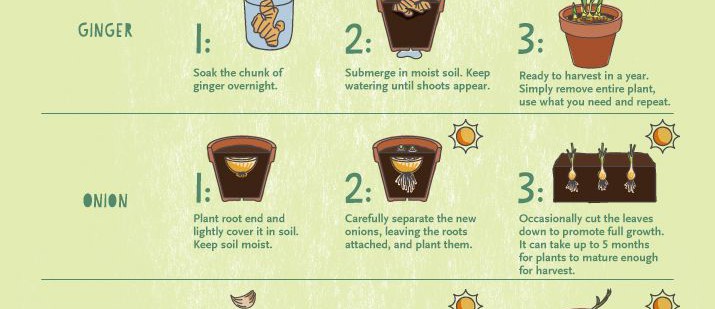 GINGER
1:
Soak the chunk of
ginger overnight.
2:
Submerge in moist soil. Keep
watering until shoots appear.
3:
Ready to harvest in a year.
Simply remove entire plant,
use what you need and repeat.
ONION
1:
Plant root end and
lightly cover it in soil.
Keep soil moist.
2:
Carefully separate the new
onions, leaving the roots
attached, and plant them.
3:
Occasionally cut the leaves
down to promote full growth.
It can take up to 5 months
for plants to mature enough
for harvest.